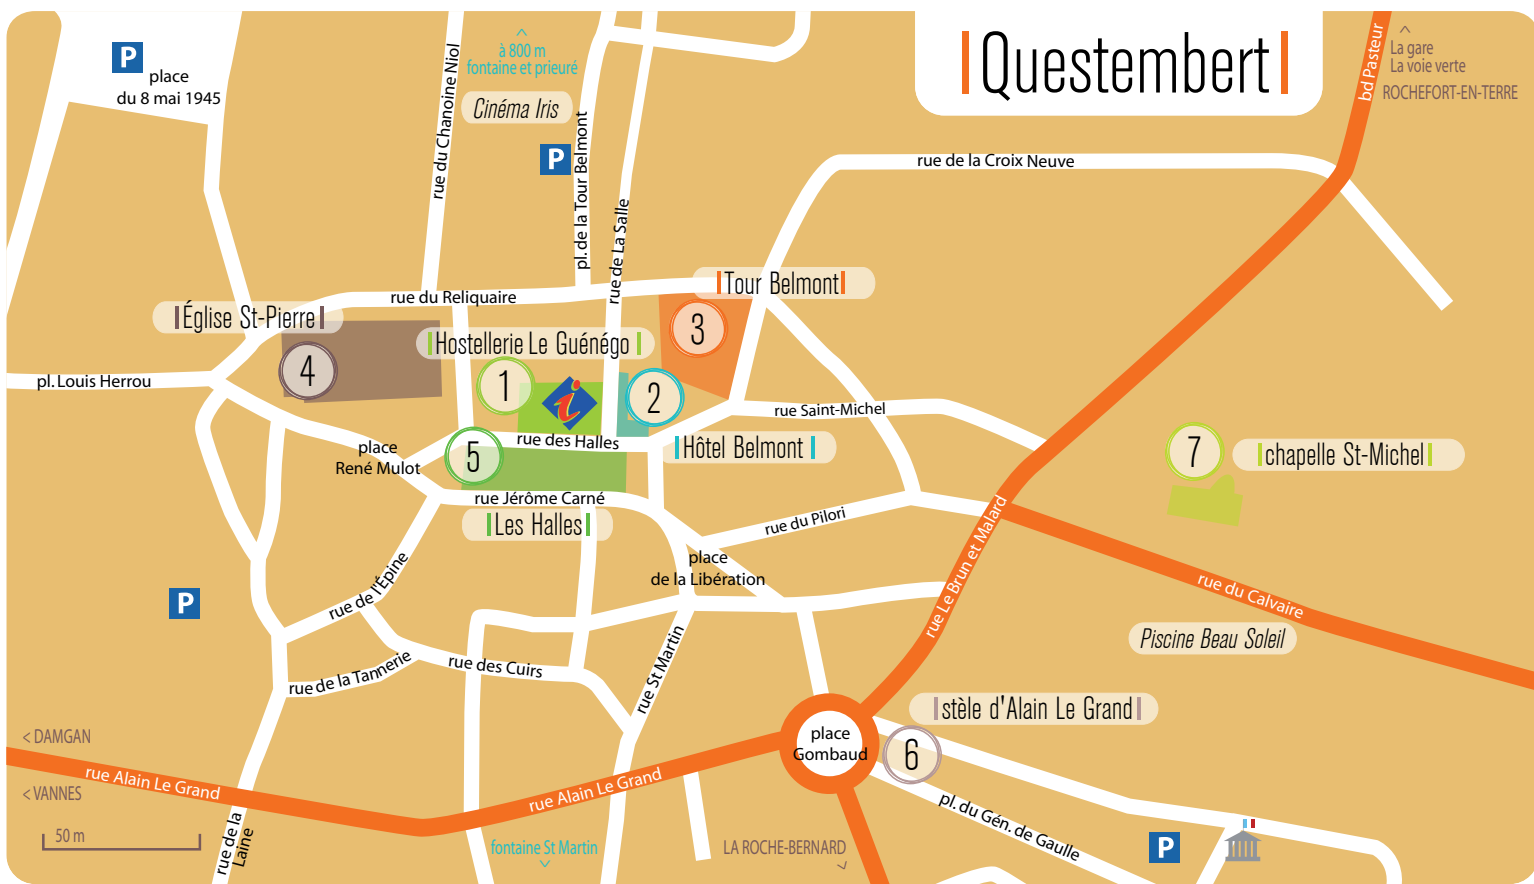 Questembert
P
place
du 8 mai 1945
rue du Chanoine Niol
à 800 m
fontaine et prieuré
Cinéma Iris
P
pl. de la Tour Belmont
rue de La Salle
bd Pasteur
La gare
La voie verte
ROCHEFORT-EN-TERRE
rue de la Croix Neuve
rue du Reliquaire
Tour Belmont
3
Église St-Pierre
4
Hostellerie Le Guénégo
1
i
2
pl. Louis Herrou
rue Saint-Michel
place
René Mulot
5
rue des Halles
Hôtel Belmont
7
chapelle St-Michel
rue Jérôme Carné
Les Halles
rue du Pilori
rue Le Brun et Malard
place
de la Libération
rue de l'Épine
P
rue du Calvaire
Piscine Beau Soleil
rue de la Tannerie
rue des Cuirs
rue St Martin
stèle d'Alain Le Grand
6
place
Gombaud
< DAMGAN
rue Alain Le Grand
< VANNES
rue Alain Le Grand
50 m
rue de la
Laine
fontaine St Martin
LA ROCHE-BERNARD
pl. du Gén. de Gaulle
P